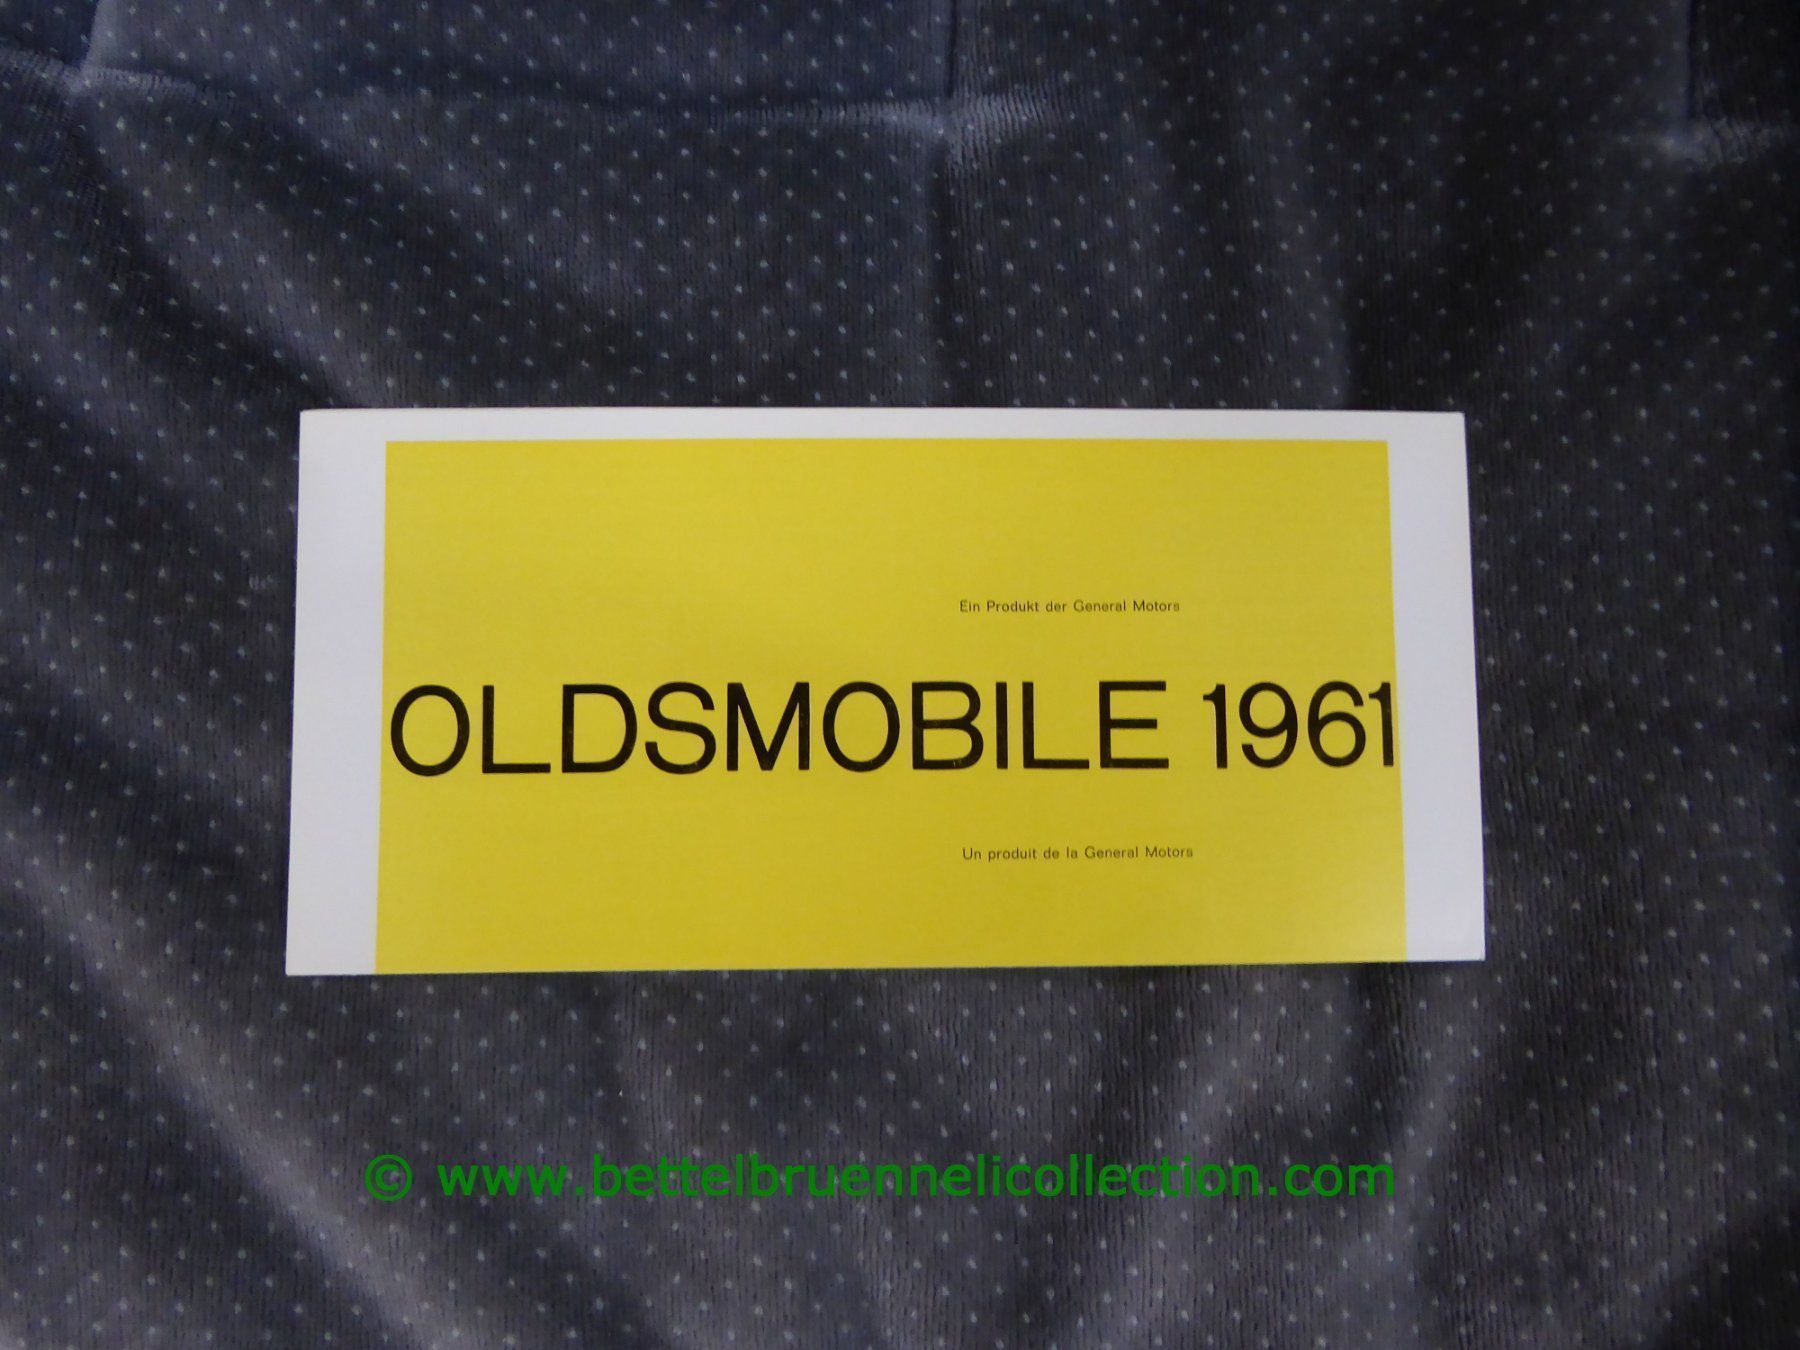 Ein Produkt der General Motors
OLDSMOBILE 1961
Un produit de la General Motors
© www.bettelbruennelicollection.com